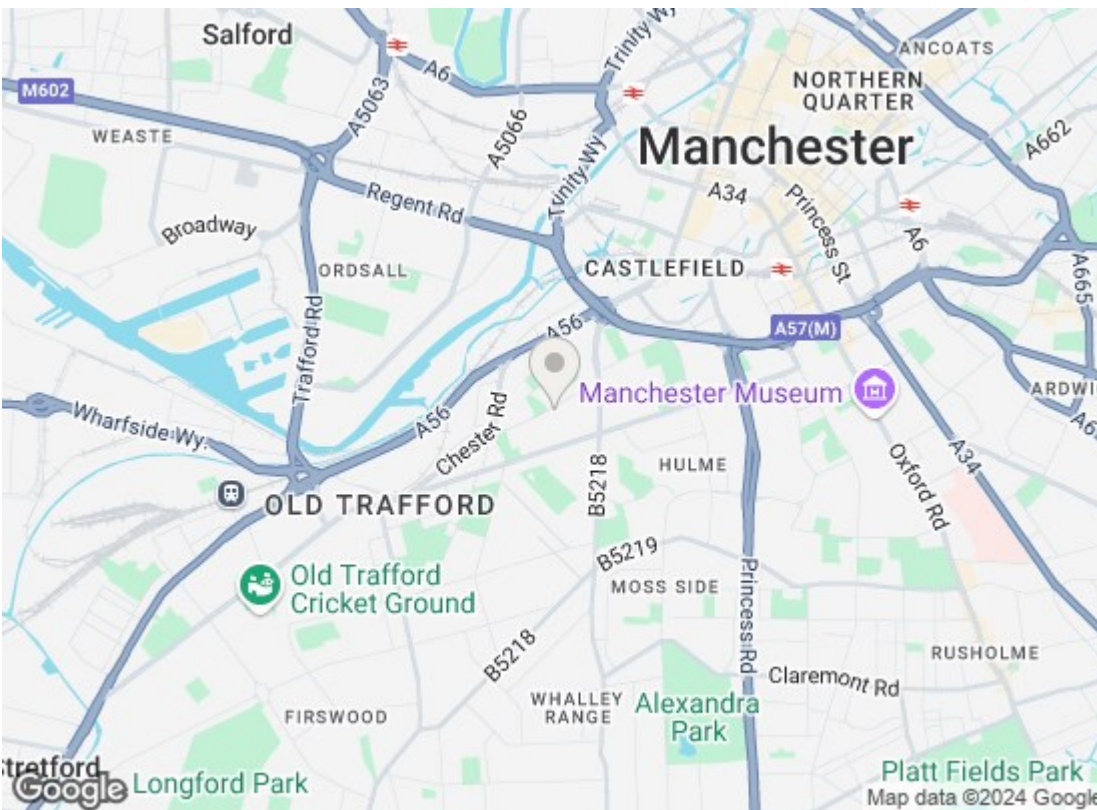 Salford
Trinity Wy
ANCOATS
A6
M602
A5063
NORTHERN
QUARTER
WEASTE
A5066
Manchester
A662
Trinity Wy
A34
Princess St
Regent Rd
A6
Broadway
ORDSALL
CASTLEFIELD
A665
Trafford Rd
A56
A57(M)
Manchester Museum
Wharfside Wy.
A56
Chester Rd
HULME
A34
Oxford Rd
B5218
OLD TRAFFORD
B5219
Old Trafford
Cricket Ground
MOSS SIDE
Princess Rd
B5218
RUSHOLME
Claremont Rd
WHALLEY
RANGE
Alexandra
Park
FIRSWOOD
tretford
Google
Longford Park
Platt Fields Park
Map data ©2024 Google